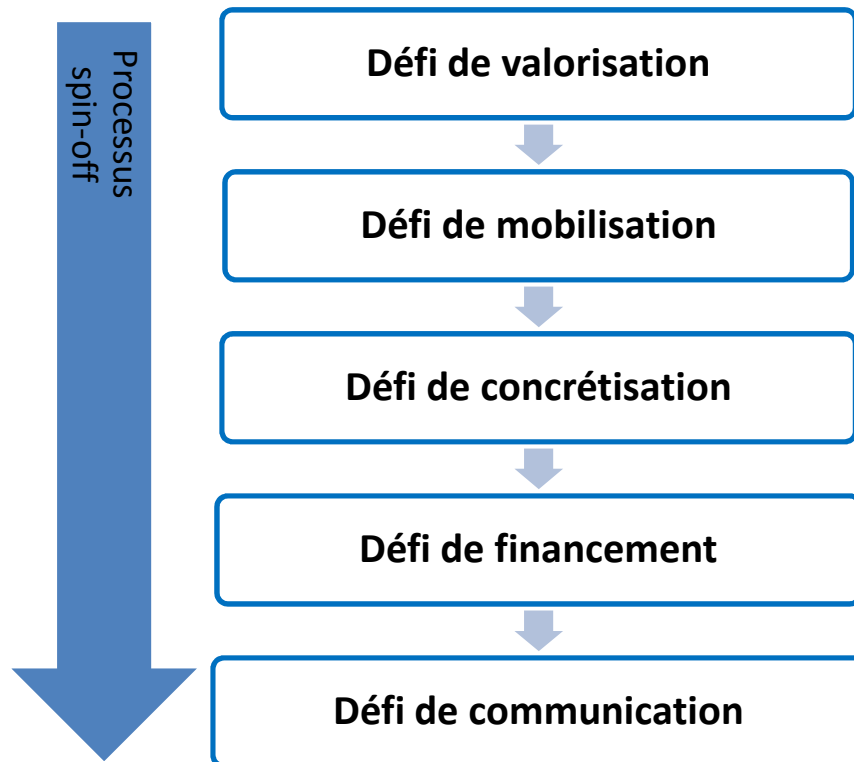 Processus
spin-off
Défi de valorisation
Défi de mobilisation
Défi de concrétisation
Défi de financement
Défi de communication